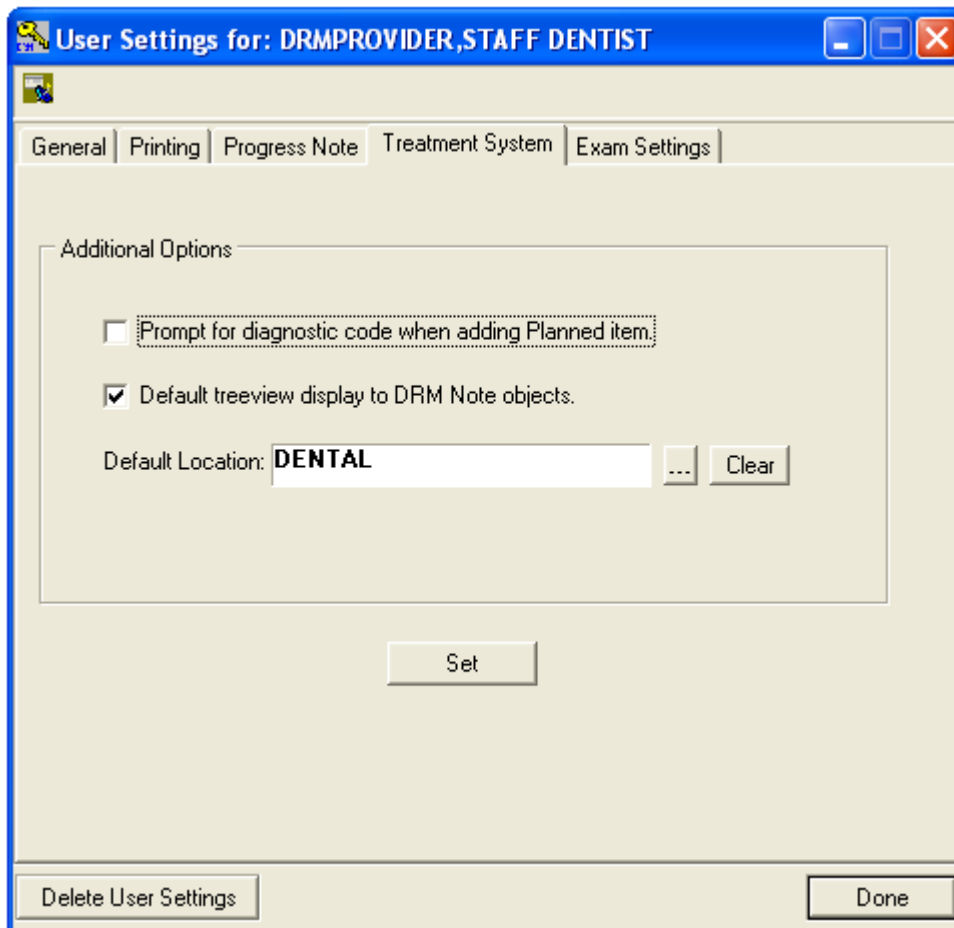 User Settings for: DRMPROVIDER,STAFF DENTIST
General Printing Progress Note Treatment System Exam Settings
Additional Options
Prompt for diagnostic code when adding Planned item.
Default treeview display to DRM Note objects.
Default Location: DENTAL ... Clear
Set
Delete User Settings Done